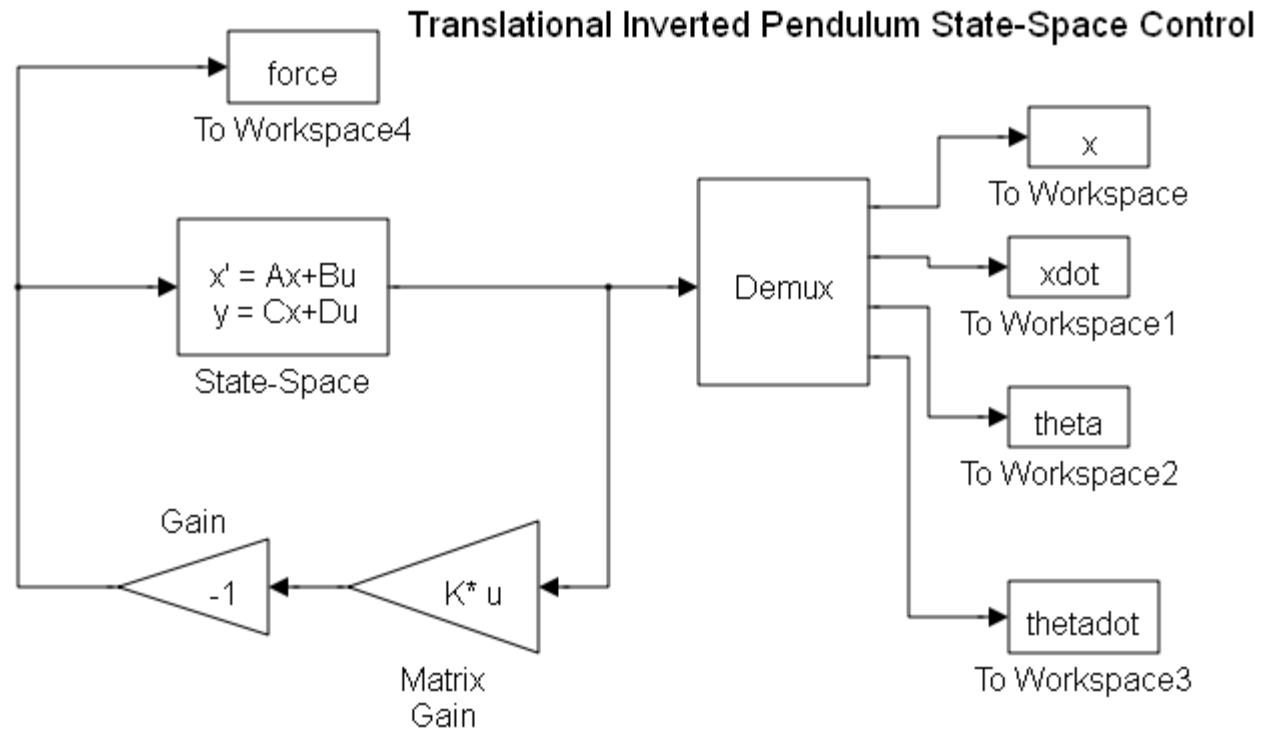 Translational Inverted Pendulum State-Space Control
force
To Workspace4
x
To Workspace
x' = Ax+Bu
y = Cx+Du
State-Space
Demux
xdot
To Workspace1
theta
To Workspace2
Gain
-1
K* u
Matrix
Gain
thetadot
To Workspace3